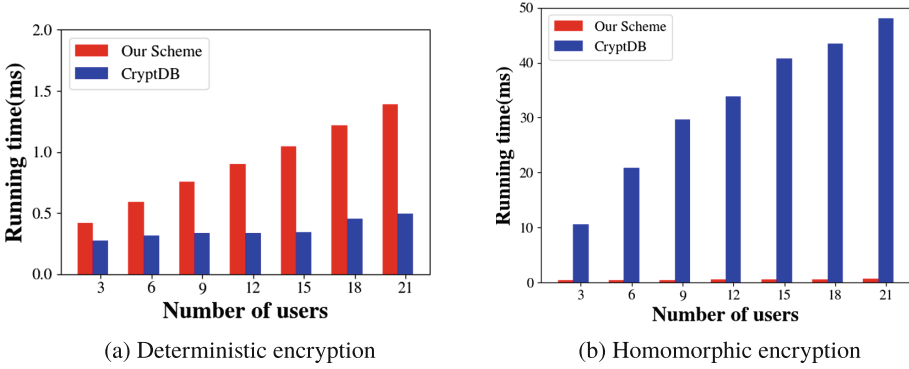 2.0
1.5
1.0
0.5
0.0
Running time(ms)
Our Scheme
CryptDB
3 6 9 12 15 18 21
Number of users
(a) Deterministic encryption
50
40
30
20
10
0
Running time(ms)
Our Scheme
CryptDB
3 6 9 12 15 18 21
Number of users
(b) Homomorphic encryption